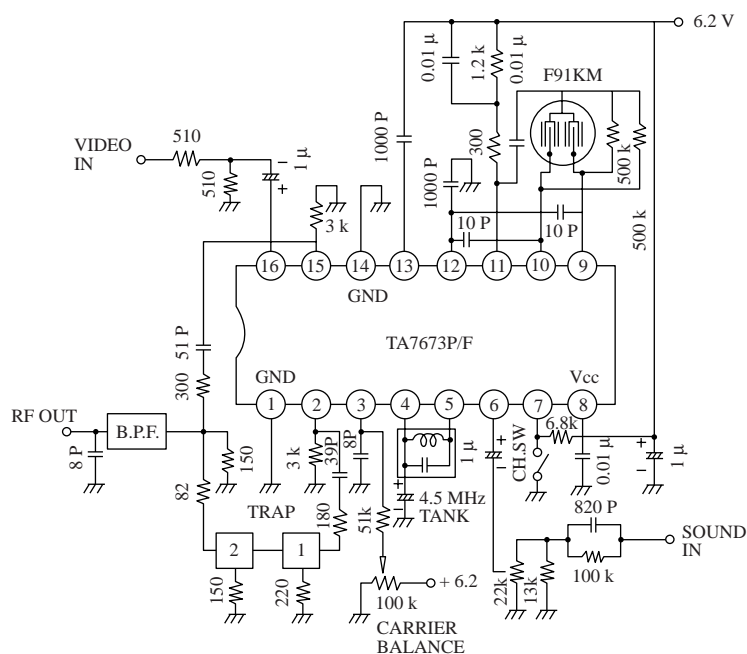 6.2 V
0.01 μ
1.2 k
0.01 μ
F91KM
VIDEO
IN
510
510
1 μ
−
+
1000 P
1000 P
300
500 k
500 k
3 k
10 P
10 P
16
15
14
13
12
11
10
9
GND
51 P
300
TA7673P/F
GND
Vcc
1
2
3
4
5
6
7
8
RF OUT
B.P.F.
8 P
150
82
3 k
39P
8P
1 μ
+
−
+
−
CH.SW
6.8k
0.01 μ
+
−
1 μ
4.5 MHz
TANK
TRAP
180
51k
820 P
SOUND
IN
2
1
150
220
+ 6.2
100 k
22k
13k
100 k
CARRIER
BALANCE